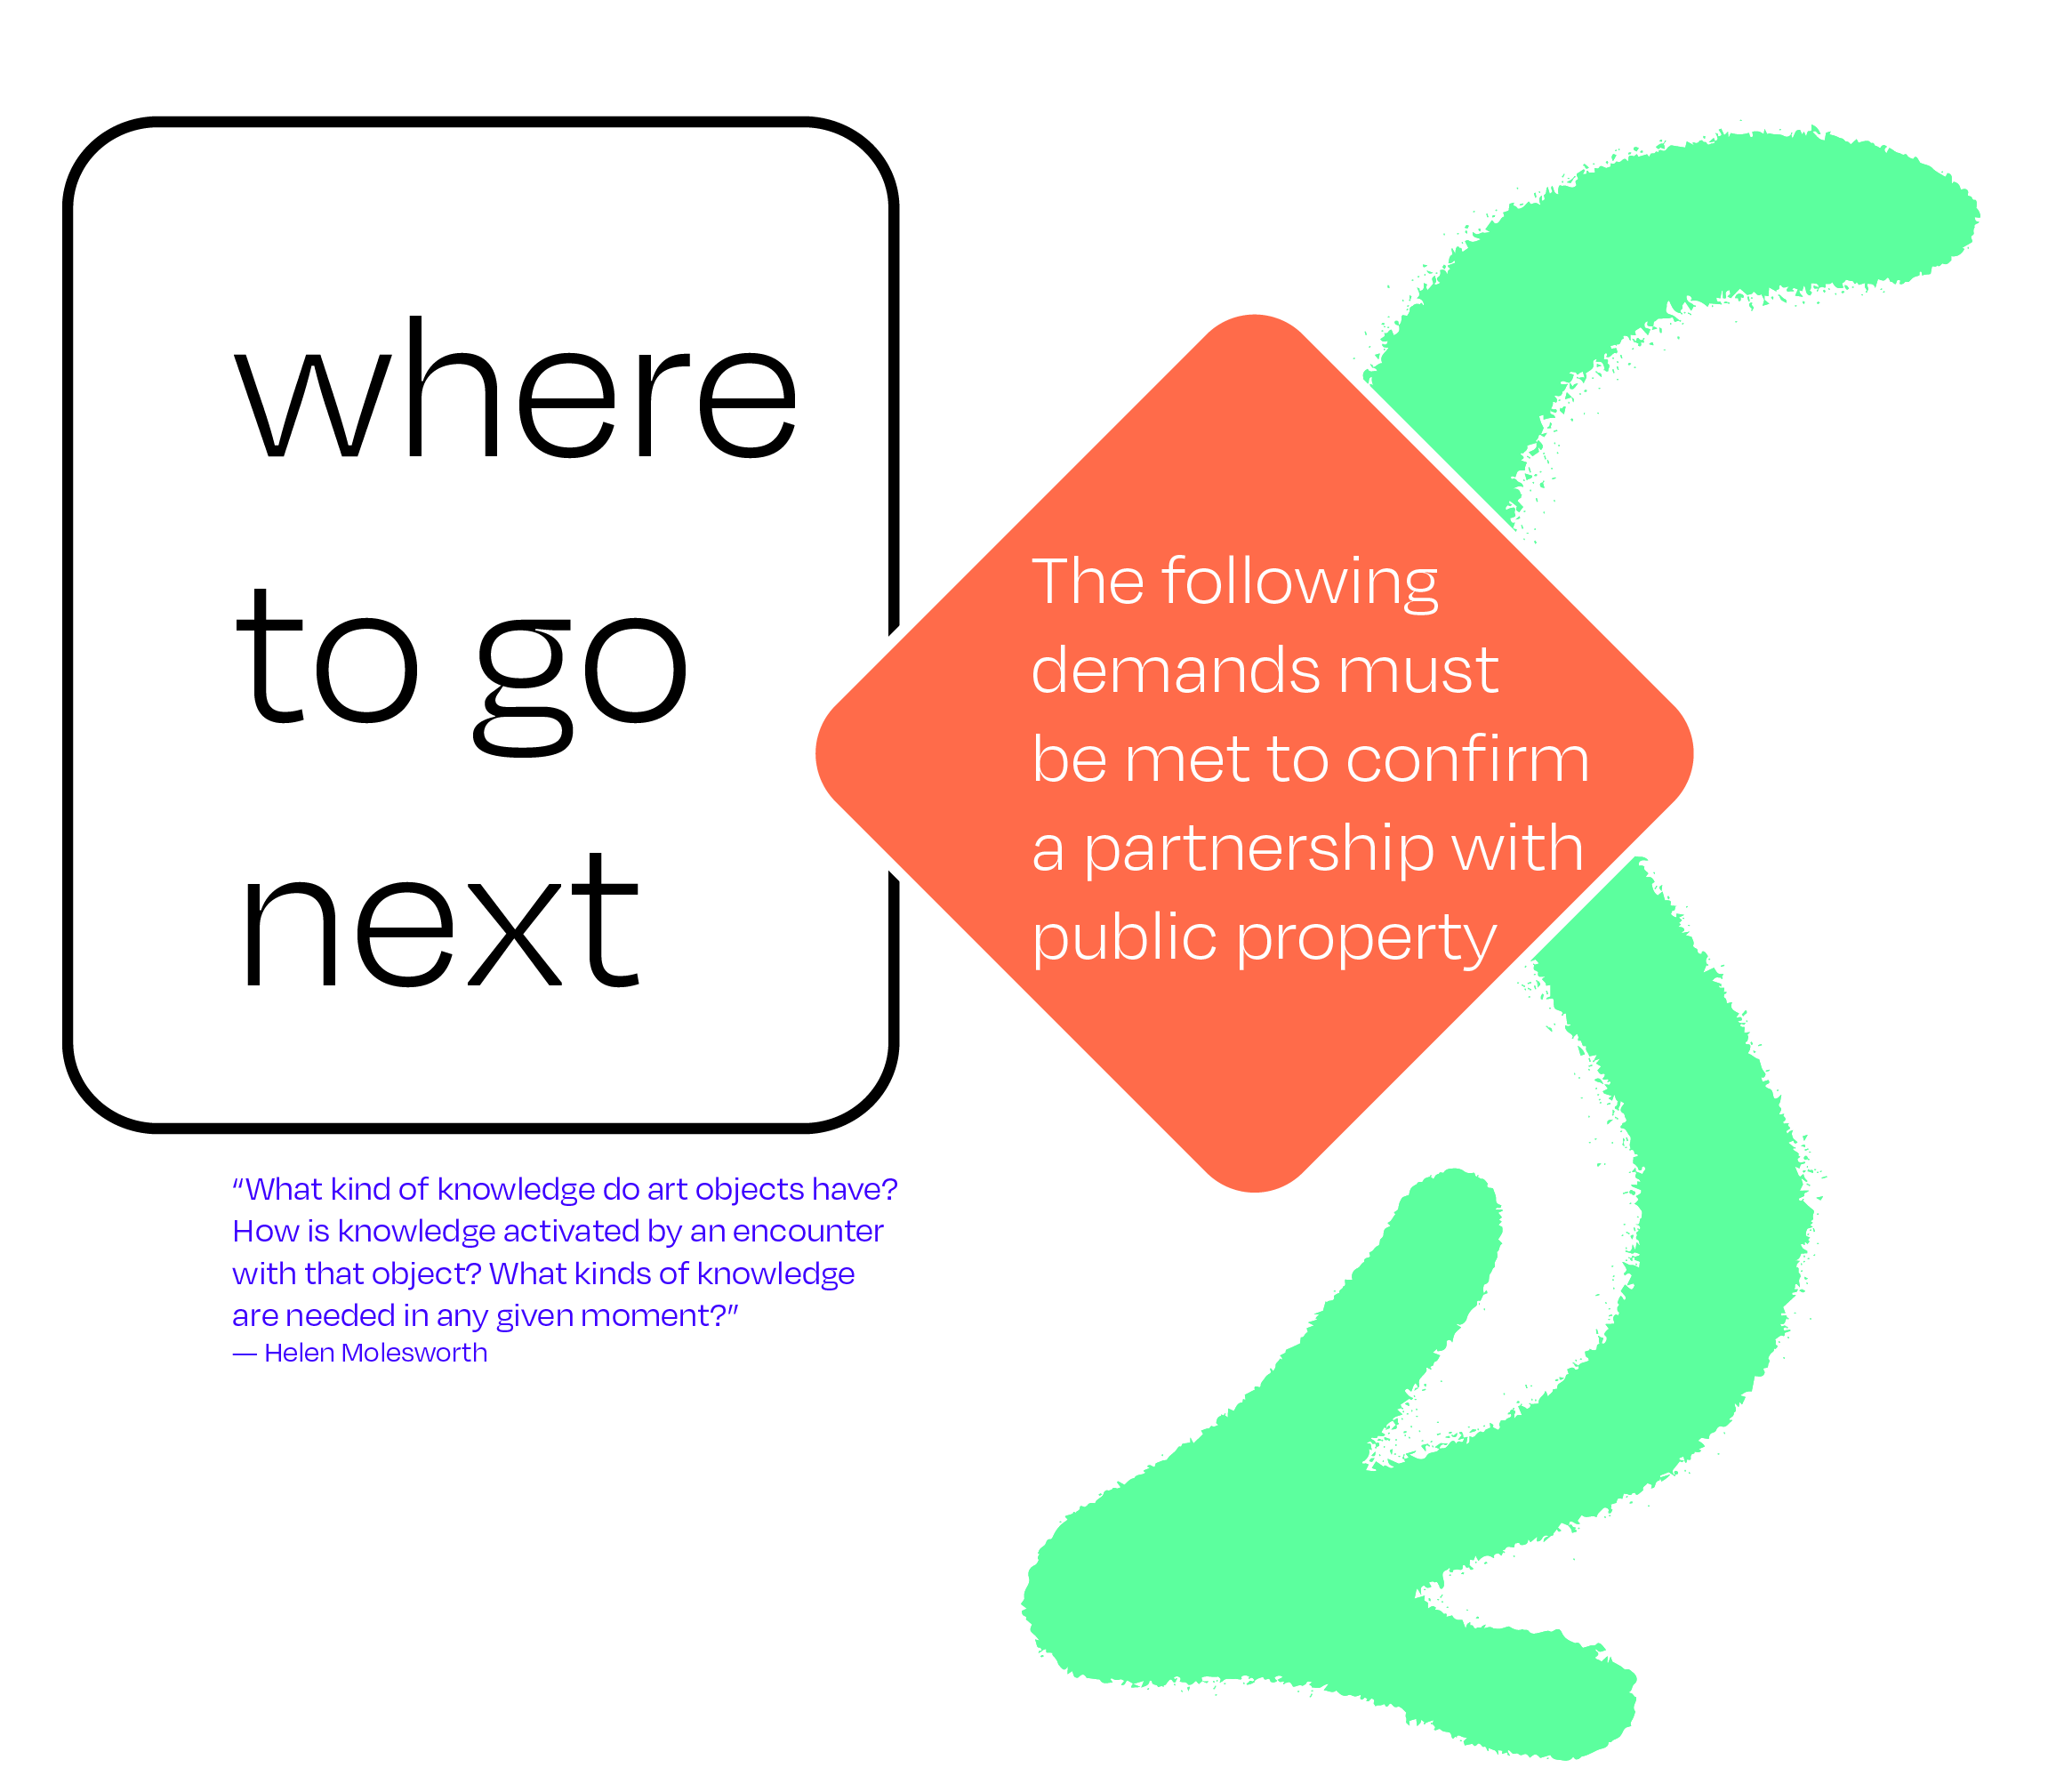 where
to go
next
The following
demands must
be met to confirm
a partnership with
public property
“What kind of knowledge do art objects have?
How is knowledge activated by an encounter
with that object? What kinds of knowledge
are needed in any given moment?”
— Helen Molesworth